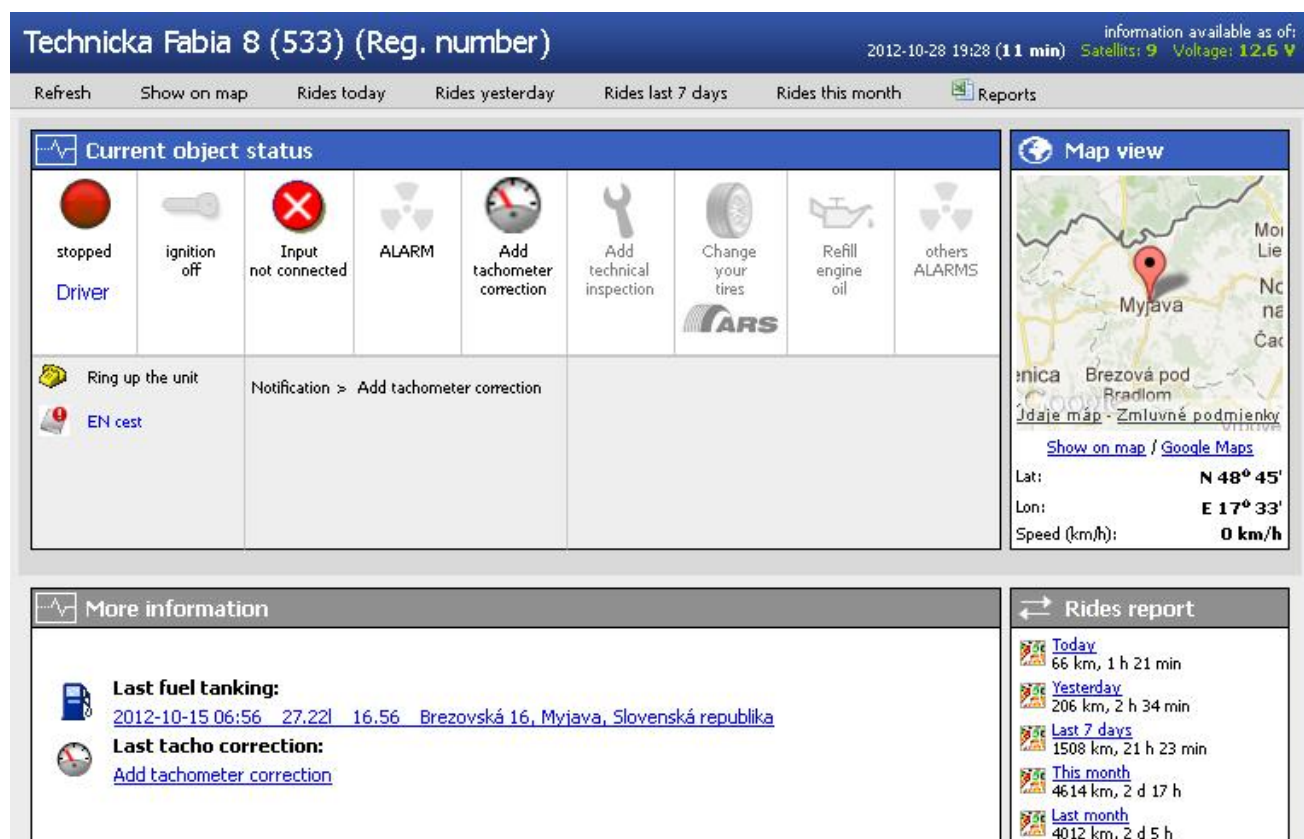 Technicka Fabia 8 (533) (Reg. number)
information available as of:
2012-10-28 19:28 (11 min) Satellits: 9 Voltage: 12.6 V
Refresh Show on map Rides today Rides yesterday Rides last 7 days Rides this month Reports
Current object status
stopped
Driver
ignition
off
Input
not connected
ALARM
Add
tachometer
correction
Add
technical
inspection
Change
your
tires
ARS
Refill
engine
oil
others
ALARMS
Ring up the unit
EN cest
Notification > Add tachometer correction
Map view
Moi
Lie
Myjava
No
na
Čac
enica
Brezová pod
Bradlom
Google
Údaje máp - Zmluvné podmienky
Show on map / Google Maps
Lat: N 48° 45'
Lon: E 17° 33'
Speed (km/h): 0 km/h
More information
Last fuel tanking:
2012-10-15 06:56 27.22l 16.56 Brezovská 16, Myjava, Slovenská republika
Last tacho correction:
Add tachometer correction
Rides report
Today
66 km, 1 h 21 min
Yesterday
206 km, 2 h 34 min
Last 7 days
1508 km, 21 h 23 min
This month
4614 km, 2 d 17 h
Last month
4012 km, 2 d 5 h